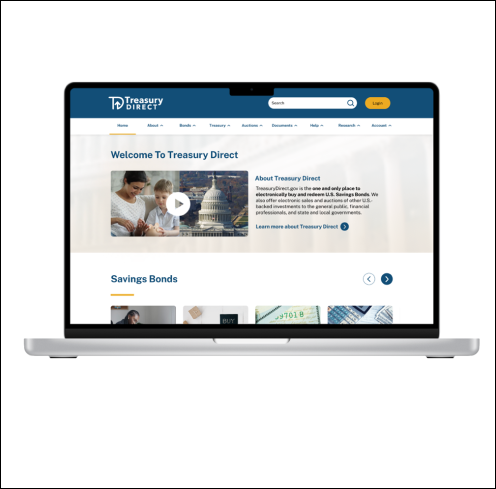 Treasury
DIRECT
Search
Login
Home About Bonds Treasury Auctions Documents Help Research Account
Welcome To Treasury Direct
About Treasury Direct
TreasuryDirect.gov is the one and only place to
electronically buy and redeem U.S. Savings Bonds. We
also offer electronic sales and auctions of other U.S.-
backed investments to the general public, financial
professionals, and state and local governments.
Learn more about Treasury Direct
Savings Bonds
BUY